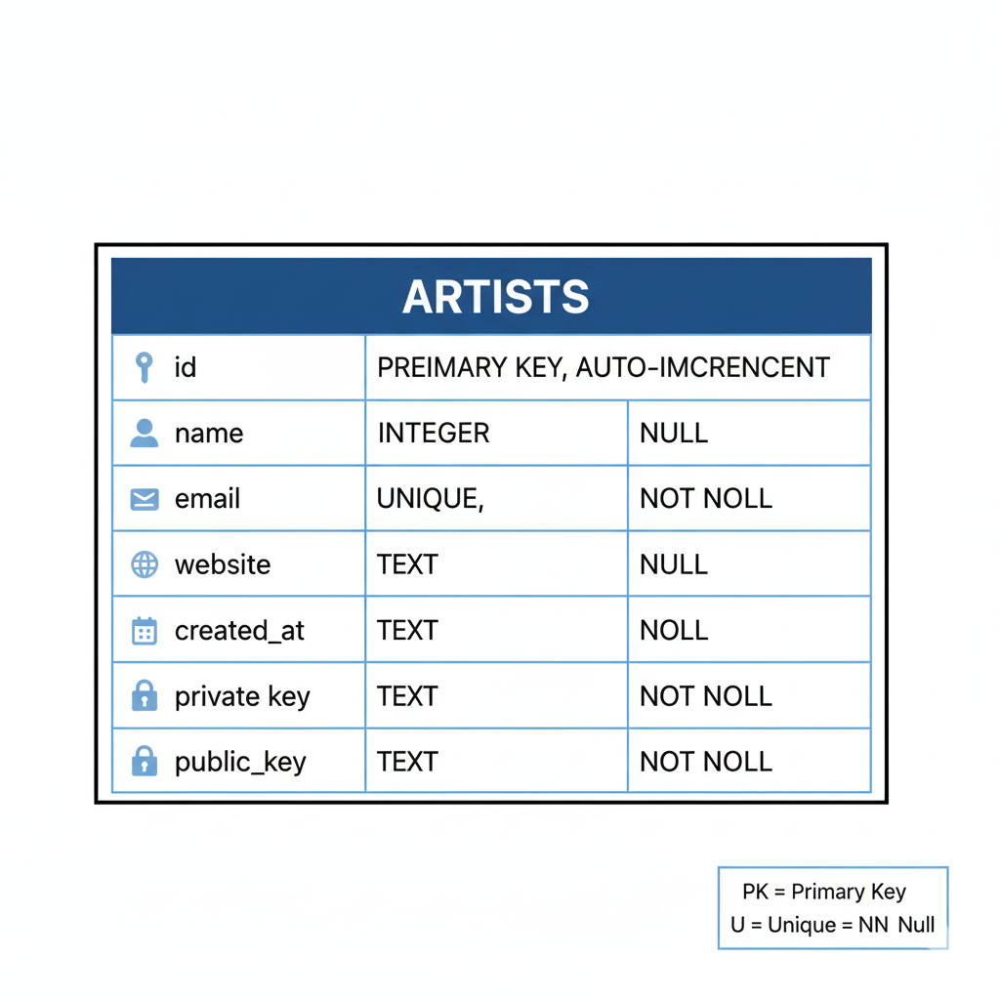 ARTISTS
id PREIMARY KEY, AUTO-IMCRENCENT
name INTEGER NULL
email UNIQUE, NOT NOLL
website TEXT NULL
created_at TEXT NOLL
private key TEXT NOT NOLL
public_key TEXT NOT NOLL
PK = Primary Key
U = Unique = NN Null